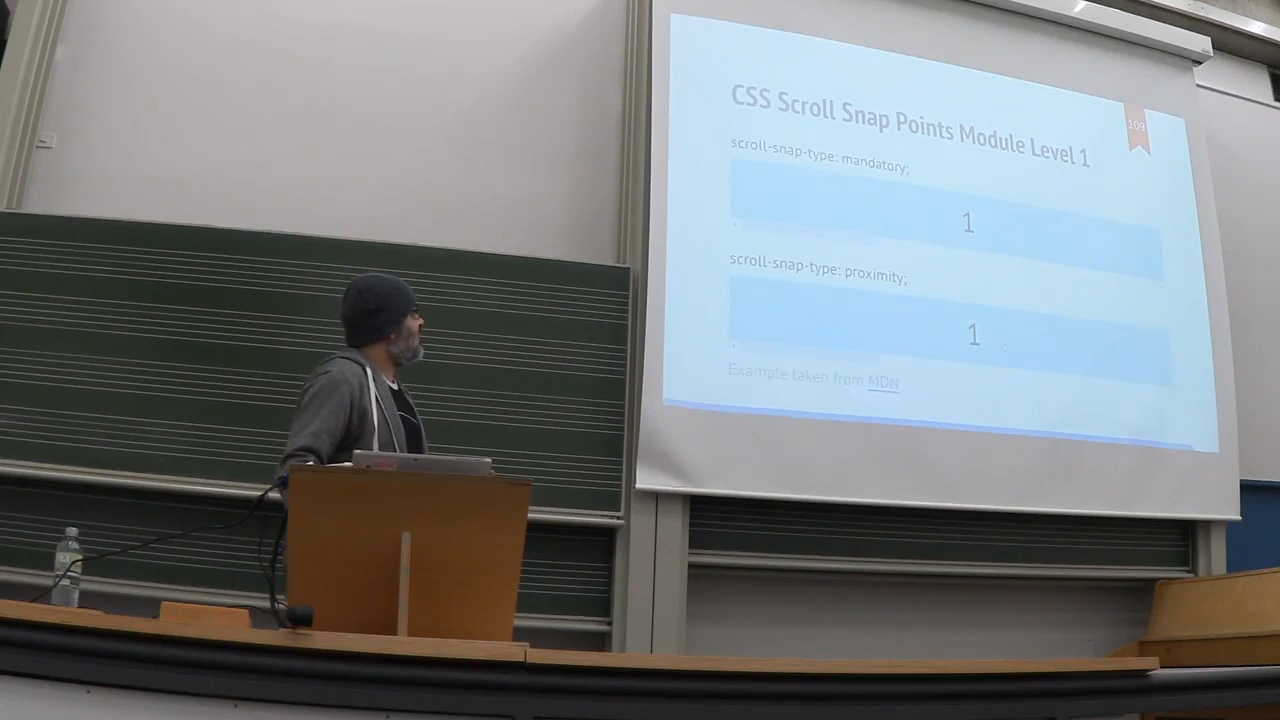 CSS Scroll Snap Points Module Level 1
109
scroll-snap-type: mandatory;
1
scroll-snap-type: proximity;
1
Example taken from MDN